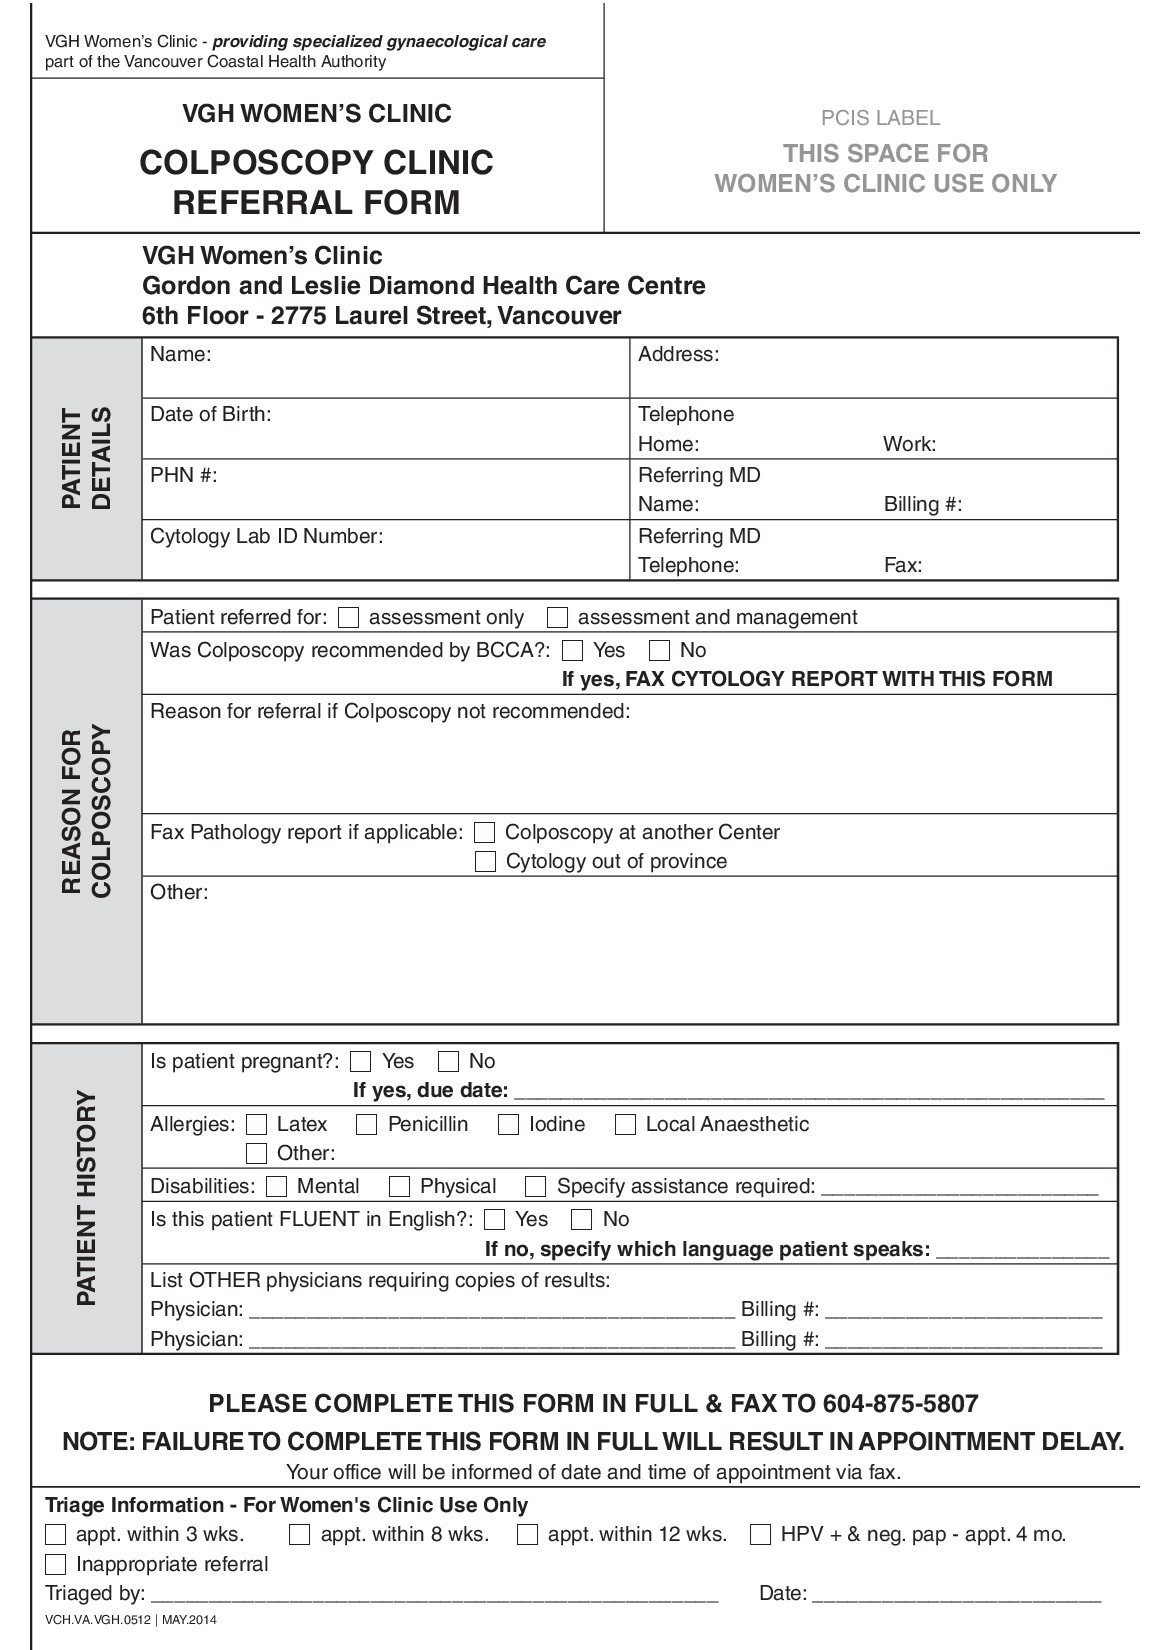 VGH Women's Clinic - providing specialized gynaecological care
part of the Vancouver Coastal Health Authority
VGH WOMEN'S CLINIC
COLPOSCOPY CLINIC
REFERRAL FORM
PCIS LABEL
THIS SPACE FOR
WOMEN'S CLINIC USE ONLY
VGH Women's Clinic
Gordon and Leslie Diamond Health Care Centre
6th Floor - 2775 Laurel Street, Vancouver
PATIENT
DETAILS
Name:
Address:
Date of Birth:
Telephone
Home: Work:
PHN #:
Referring MD
Name: Billing #:
Cytology Lab ID Number:
Referring MD
Telephone: Fax:
REASON FOR
COLPOSCOPY
Patient referred for: assessment only assessment and management
Was Colposcopy recommended by BCCA?: Yes No
If yes, FAX CYTOLOGY REPORT WITH THIS FORM
Reason for referral if Colposcopy not recommended:
Fax Pathology report if applicable: Colposcopy at another Center
Cytology out of province
Other:
PATIENT HISTORY
Is patient pregnant?: Yes No
If yes, due date: ____________________
Allergies: Latex Penicillin Iodine Local Anaesthetic
Other:
Disabilities: Mental Physical Specify assistance required: ____________________
Is this patient FLUENT in English?: Yes No
If no, specify which language patient speaks: ______________
List OTHER physicians requiring copies of results:
Physician: ____________________ Billing #: ____________________
Physician: ____________________ Billing #: ____________________
PLEASE COMPLETE THIS FORM IN FULL & FAX TO 604-875-5807
NOTE: FAILURE TO COMPLETE THIS FORM IN FULL WILL RESULT IN APPOINTMENT DELAY.
Your office will be informed of date and time of appointment via fax.
Triage Information - For Women's Clinic Use Only
appt. within 3 wks. appt. within 8 wks. appt. within 12 wks. HPV + & neg. pap - appt. 4 mo.
Inappropriate referral
Triaged by: ____________________ Date: ____________________
VCH.VA.VGH.0512 | MAY.2014